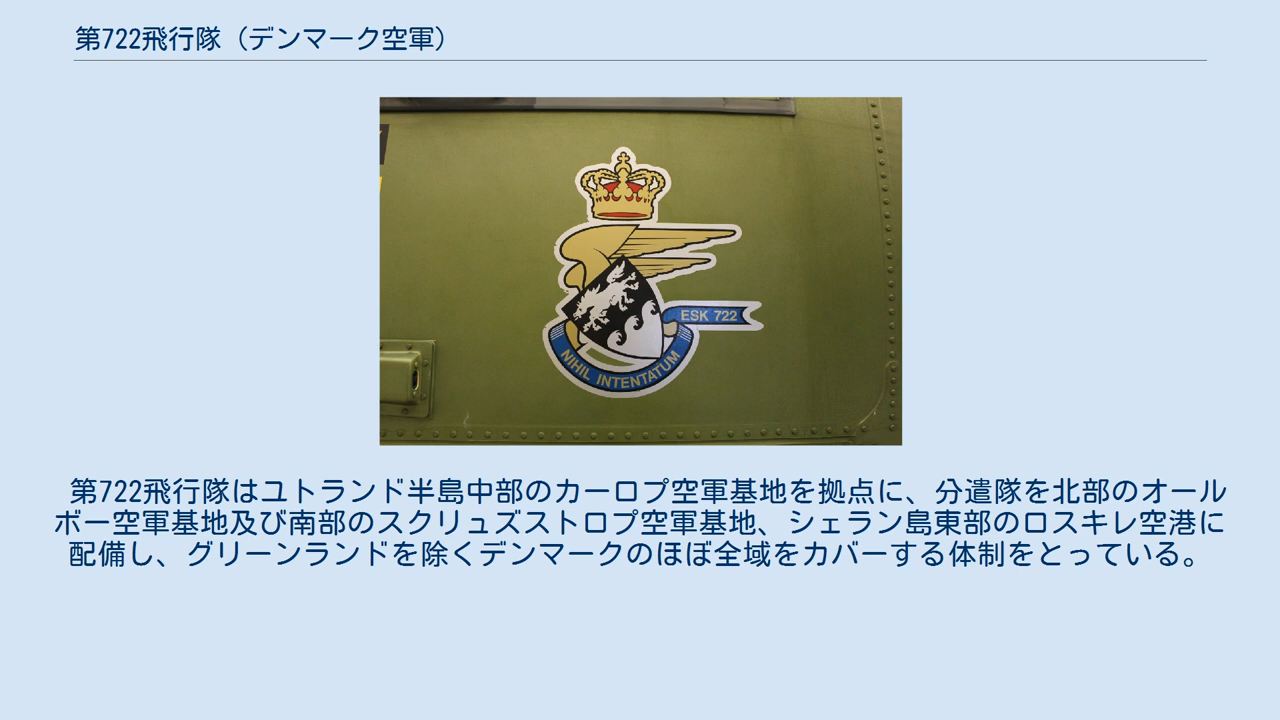 第722飛行隊（デンマーク空軍）
ESK 722
NIHIL INTENTATUM
第722飛行隊はユトランド半島中部のカーロプ空軍基地を拠点に、分遣隊を北部のオール
ボー空軍基地及び南部のスクリュズストロプ空軍基地、シェラン島東部のロスキレ空港に
配備し、グリーンランドを除くデンマークのほぼ全域をカバーする体制をとっている。